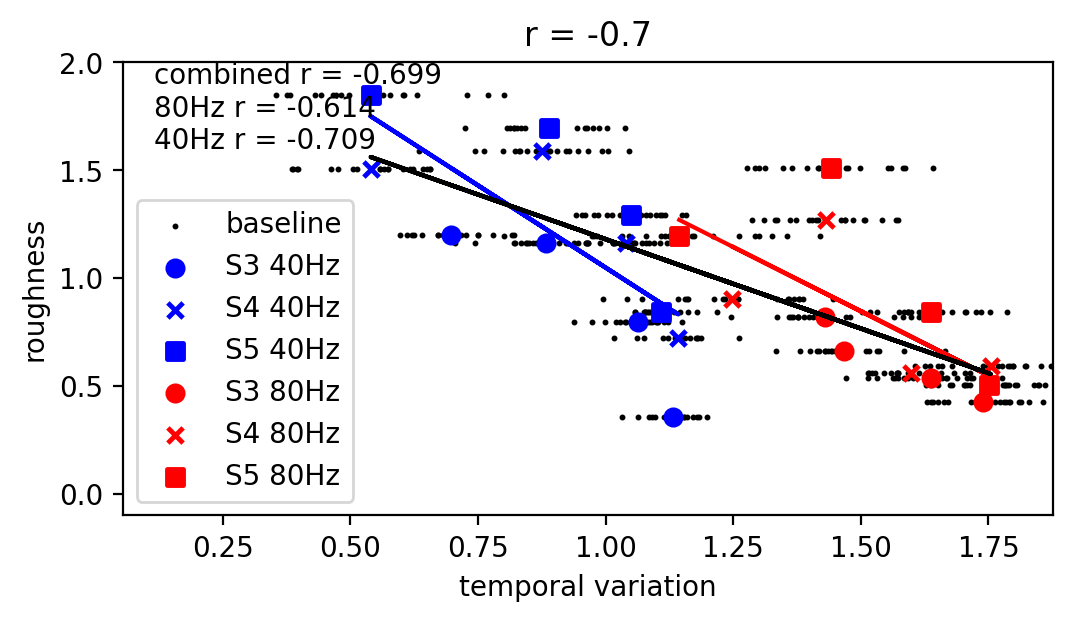 r = -0.7
combined r = -0.699
80Hz r = -0.614
40Hz r = -0.709
2.0
1.5
1.0
0.5
0.0
roughness
baseline
S3 40Hz
S4 40Hz
S5 40Hz
S3 80Hz
S4 80Hz
S5 80Hz
0.25 0.50 0.75 1.00 1.25 1.50 1.75
temporal variation